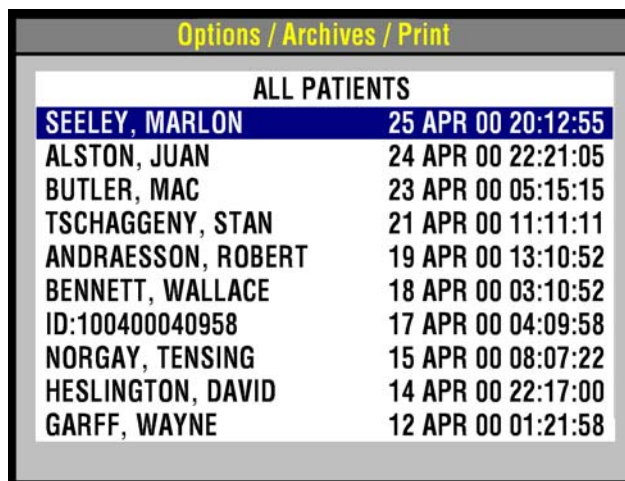 Options / Archives / Print
ALL PATIENTS
SEELEY, MARLON 25 APR 00 20:12:55
ALSTON, JUAN 24 APR 00 22:21:05
BUTLER, MAC 23 APR 00 05:15:15
TSCHAGGENY, STAN 21 APR 00 11:11:11
ANDRAESSON, ROBERT 19 APR 00 13:10:52
BENNETT, WALLACE 18 APR 00 03:10:52
ID:100400040958 17 APR 00 04:09:58
NORGAY, TENSING 15 APR 00 08:07:22
HESLINGTON, DAVID 14 APR 00 22:17:00
GARFF, WAYNE 12 APR 00 01:21:58